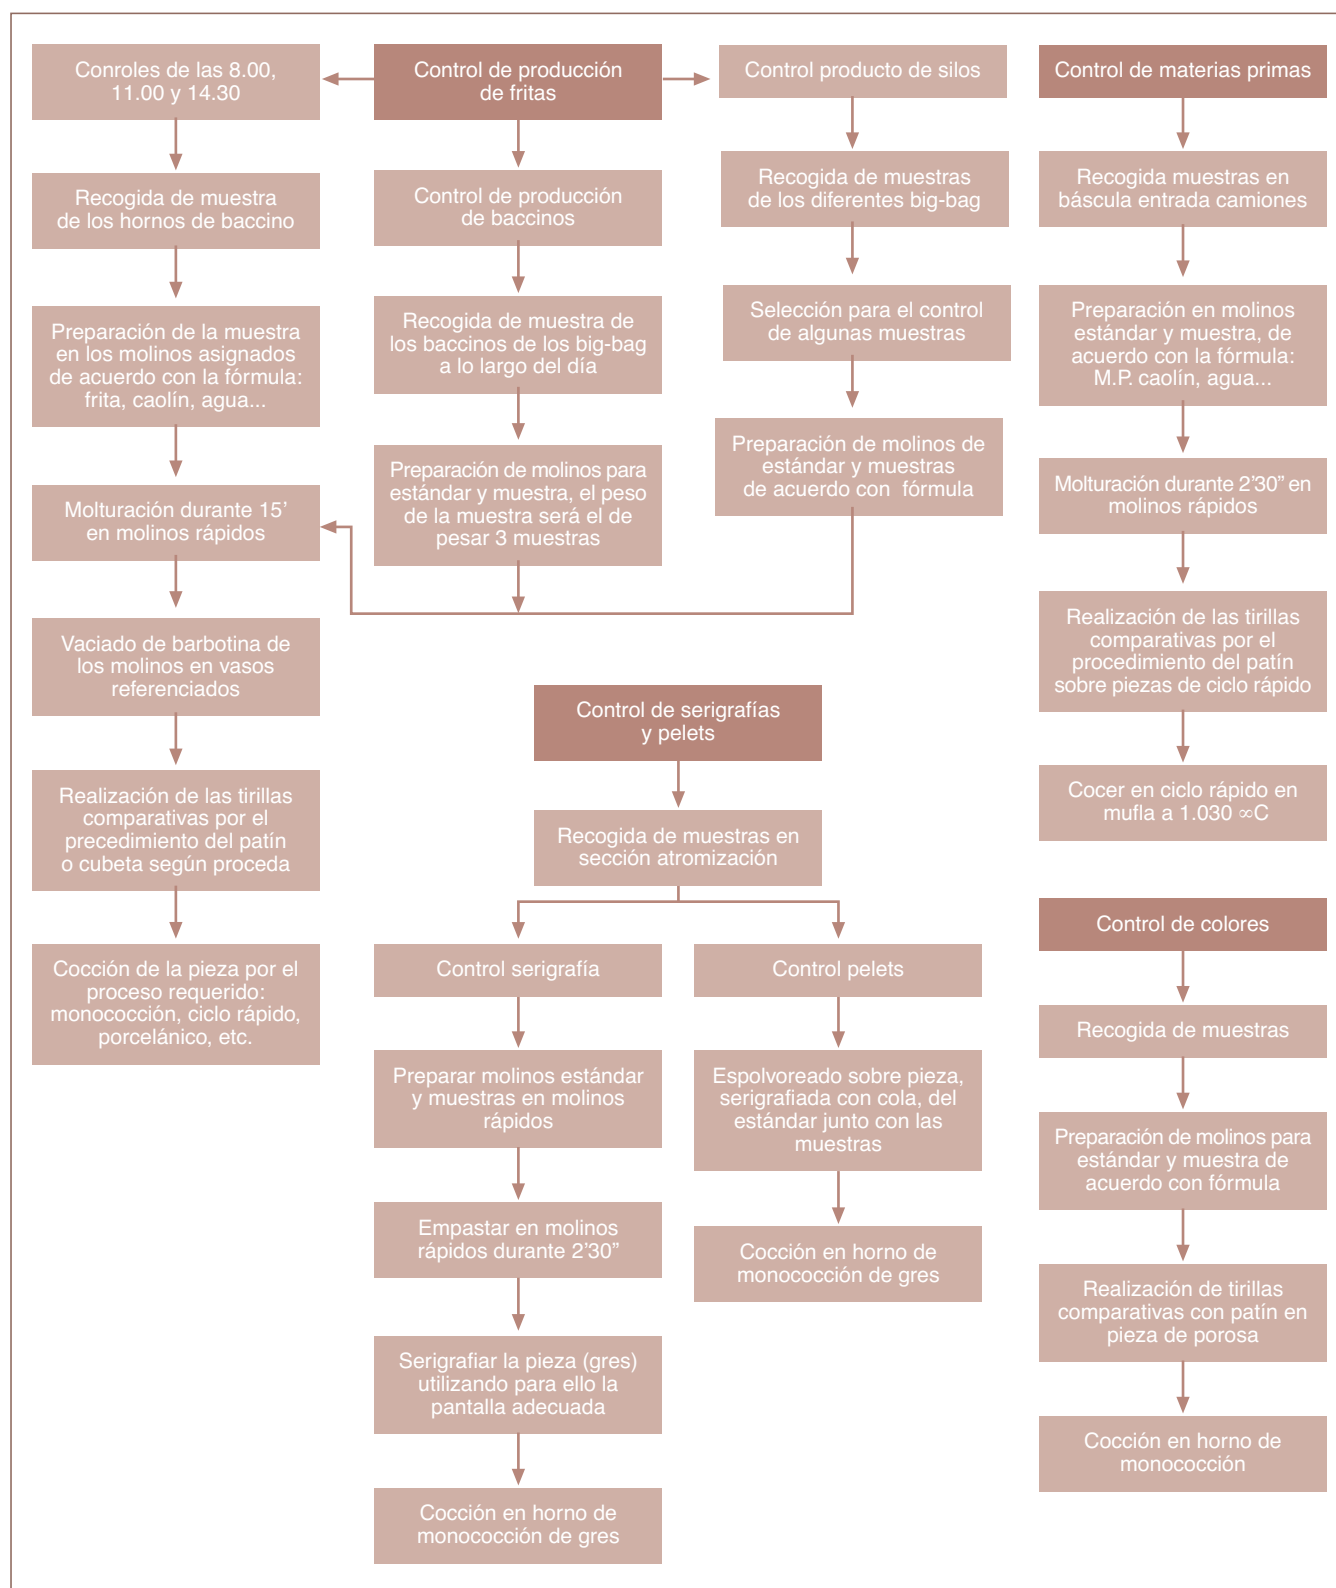 Conroles de las 8.00,
11.00 y 14.30
Recogida de muestra
de los hornos de baccino
Preparación de la muestra
en los molinos asignados
de acuerdo con la fórmula:
frita, caolín, agua...
Molturación durante 15’
en molinos rápidos
Vaciado de barbotina de
los molinos en vasos
referenciados
Realización de las tirillas
comparativas por el
precedimiento del patín
o cubeta según proceda
Cocción de la pieza por el
proceso requerido:
monococción, ciclo rápido,
porcelánico, etc.
Control de producción
de fritas
Control de producción
de baccinos
Recogida de muestra de
los baccinos de los big-bag
a lo largo del día
Preparación de molinos para
estándar y muestra, el peso
de la muestra será el de
pesar 3 muestras
Control producto de silos
Recogida de muestras
de los diferentes big-bag
Selección para el control
de algunas muestras
Preparación de molinos de
estándar y muestras
de acuerdo con fórmula
Control de serigrafías
y pelets
Recogida de muestras en
sección atromización
Control serigrafía
Preparar molinos estándar
y muestras en molinos
rápidos
Empastar en molinos
rápidos durante 2’30”
Serigrafiar la pieza (gres)
utilizando para ello la
pantalla adecuada
Cocción en horno de
monococción de gres
Control pelets
Espolvoreado sobre pieza,
serigrafiada con cola, del
estándar junto con las
muestras
Cocción en horno de
monococción de gres
Control de materias primas
Recogida muestras en
báscula entrada camiones
Preparación en molinos
estándar y muestra, de
acuerdo con la fórmula:
M.P. caolín, agua...
Molturación durante 2’30” en
molinos rápidos
Realización de las tirillas
comparativas por el
procedimiento del patín
sobre piezas de ciclo rápido
Cocer en ciclo rápido en
mufla a 1.030 ∞C
Control de colores
Recogida de muestras
Preparación de molinos para
estándar y muestra de
acuerdo con fórmula
Realización de tirillas
comparativas con patín en
pieza de porosa
Cocción en horno de
monococción